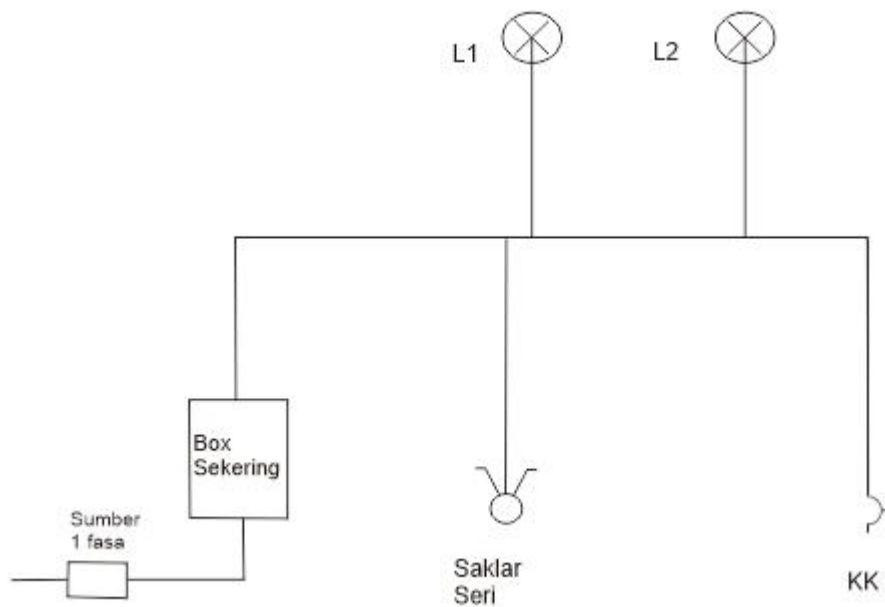 L1
L2
Box
Sekering
Sumber
1 fasa
Saklar
Seri
KK